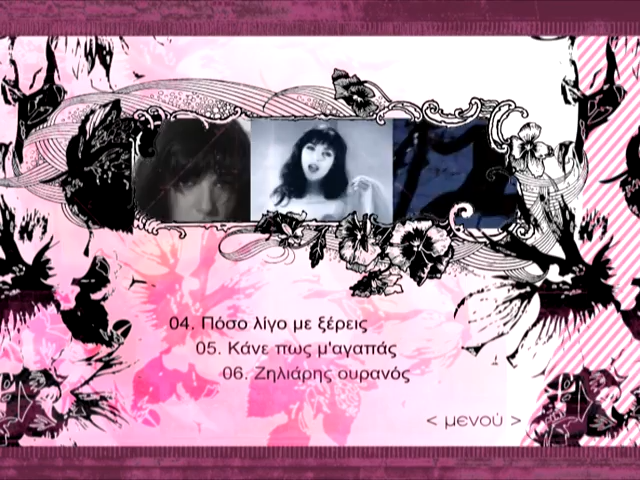 04. Πόσο λίγο με ξέρεις
05. Κάνε πως μ'αγαπάς
06. Ζηλιάρης ουρανός
< μενού >